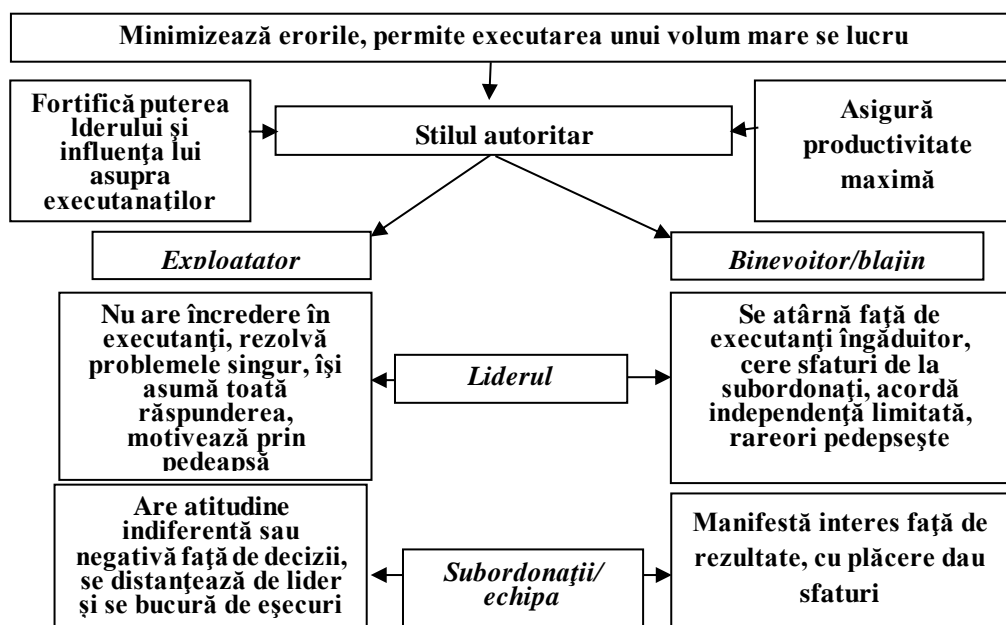 Minimizează erorile, permite executarea unui volum mare se lucru
Fortifică puterea
lderului şi
influenţa lui
asupra
executanaţilor
Stilul autoritar
Asigură
productivitate
maximă
Exploatator
Binevoitor/blajin
Nu are încredere în
executanţi, rezolvă
problemele singur, îşi
asumă toată
răspunderea,
motivează prin
pedeapsă
Liderul
Se atârnă faţă de
executanţi îngăduitor,
cere sfaturi de la
subordonaţi, acordă
independenţă limitată,
rareori pedepseşte
Are atitudine
indiferentă sau
negativă faţă de decizii,
se distanţează de lider
şi se bucură de eşecuri
Subordonaţii/
echipa
Manifestă interes faţă de
rezultate, cu plăcere dau
sfaturi